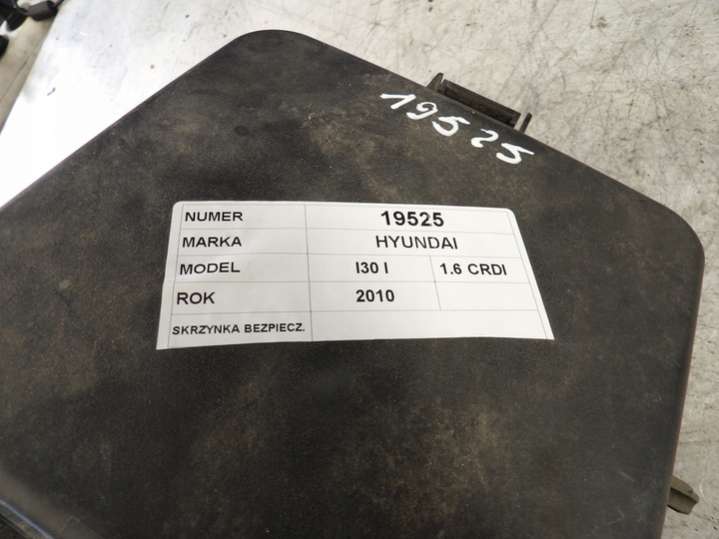 19525
NUMER 19525
MARKA HYUNDAI
MODEL I30 I 1.6 CRDI
ROK 2010
SKRZYNKA BEZPIECZ.